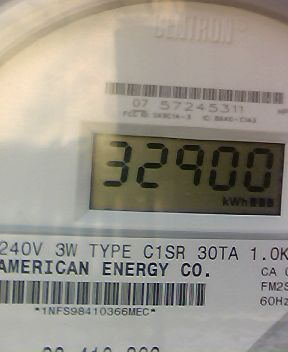 CENTRON
07 57245311
32900
kWh
240V 3W TYPE C1SR 30TA 1.0K
AMERICAN ENERGY CO. CA 0
FM2S
60Hz
*1NFS98410366MEC*